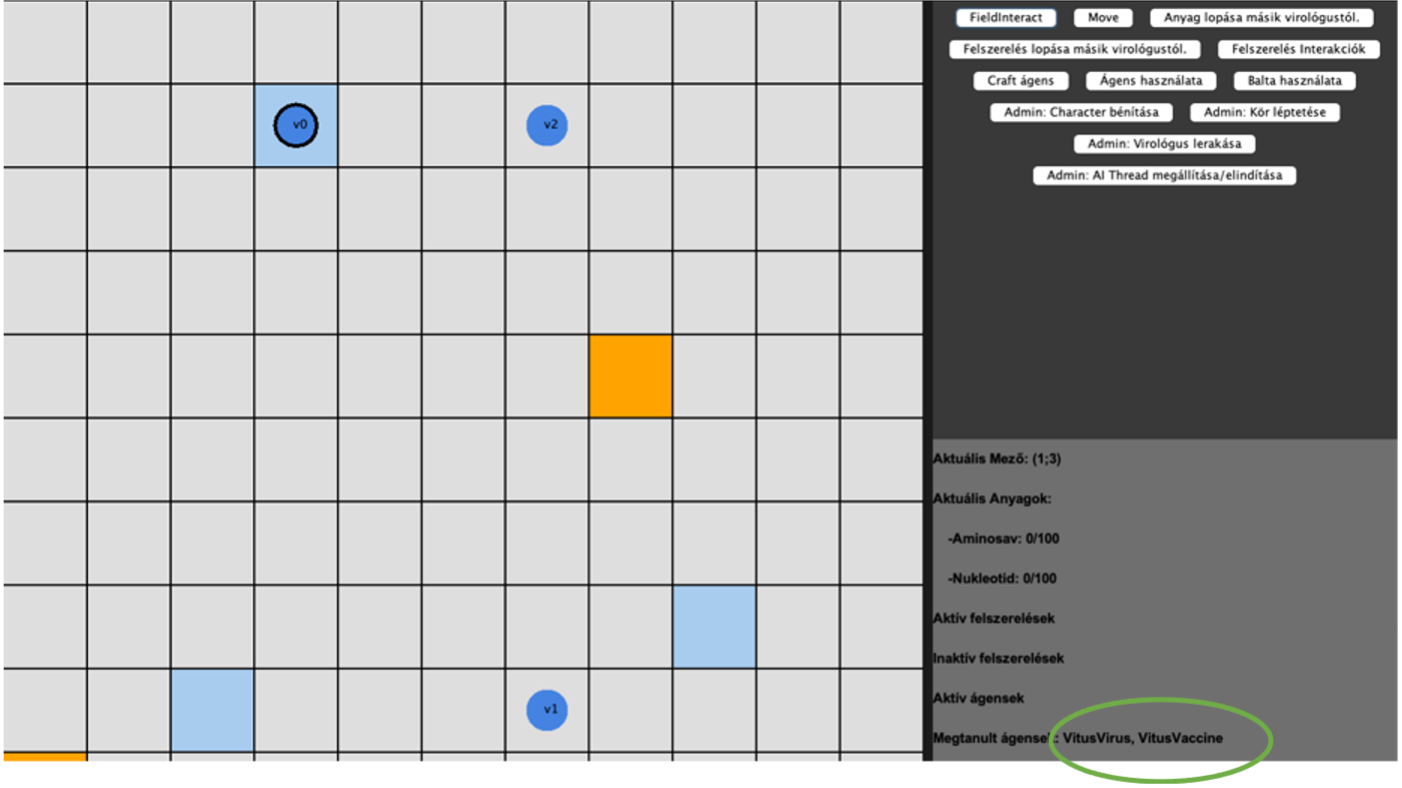 FieldInteract Move Anyag lopása másik virológustól.
Felszerelés lopása másik virológustól. Felszerelés Interakciók
Craft ágens Ágens használata Balta használata
Admin: Character bénítása Admin: Kör léptetése
Admin: Virológus lerakása
Admin: AI Thread megállítása/elindítása
v0
v2
v1
Aktuális Mező: (1;3)
Aktuális Anyagok:
-Aminosav: 0/100
-Nukleotid: 0/100
Aktív felszerelések
Inaktív felszerelések
Aktív ágensek
Megtanult ágensek: VitusVirus, VitusVaccine